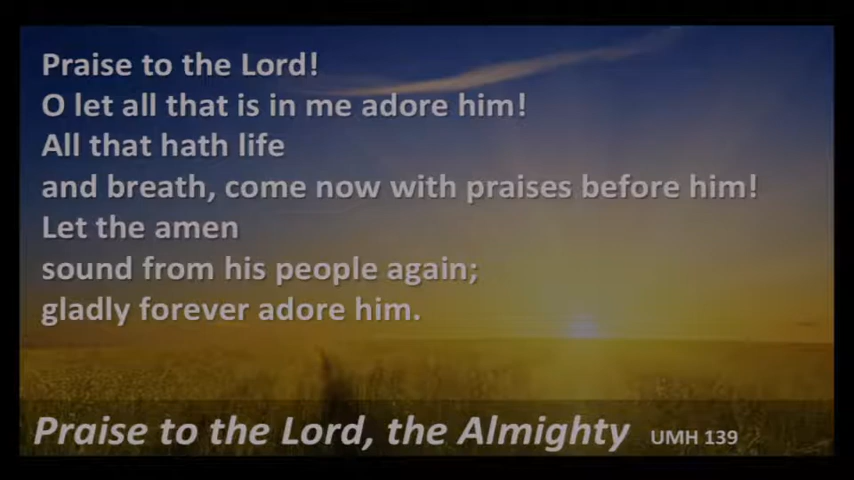 Praise to the Lord!
O let all that is in me adore him!
All that hath life
and breath, come now with praises before him!
Let the amen
sound from his people again;
gladly forever adore him.
Praise to the Lord, the Almighty UMH 139